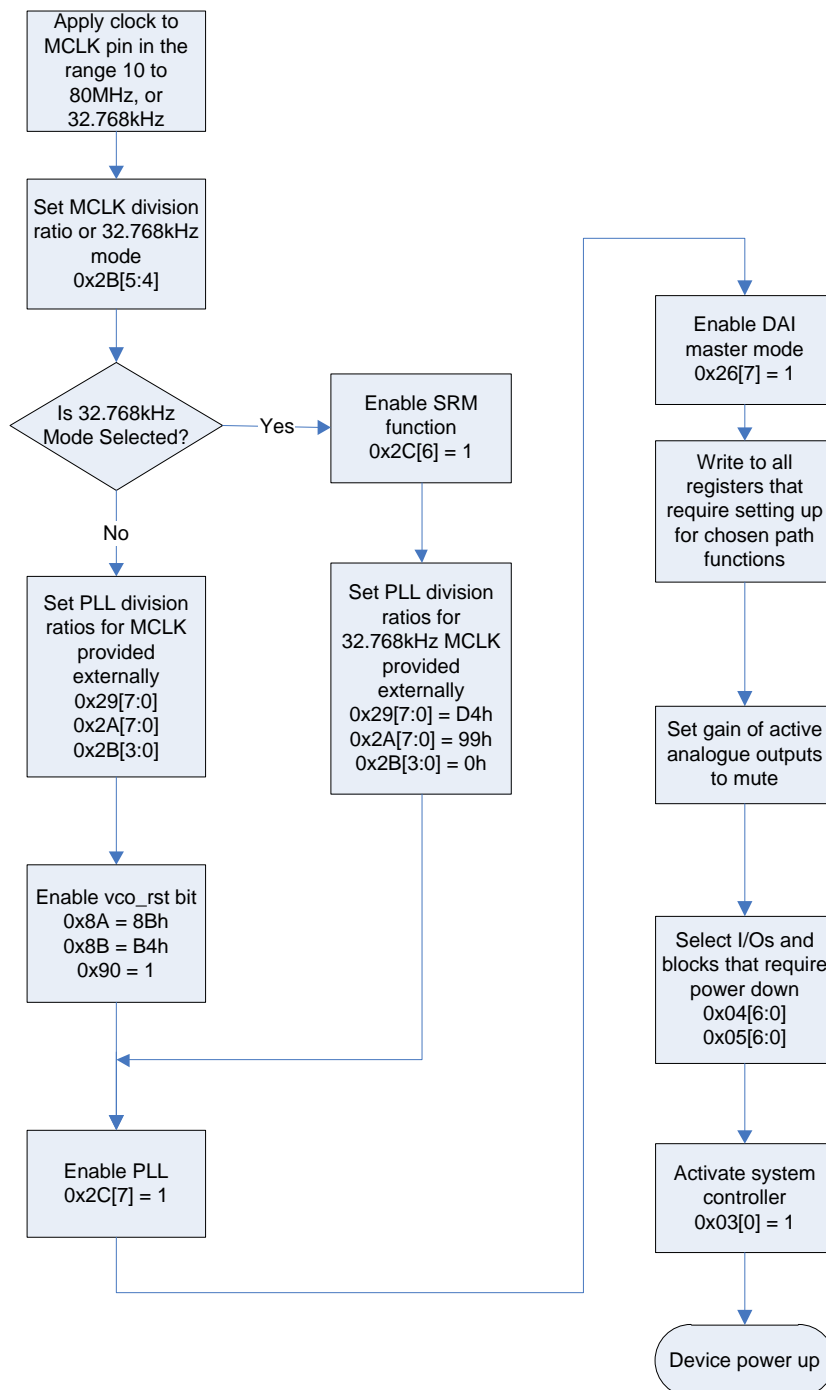 Apply clock to
MCLK pin in the
range 10 to
80MHz, or
32.768kHz
Set MCLK division
ratio or 32.768kHz
mode
0x2B[5:4]
Is 32.768kHz
Mode Selected?
Yes
No
Enable SRM
function
0x2C[6] = 1
Set PLL division
ratios for MCLK
provided
externally
0x29[7:0]
0x2A[7:0]
0x2B[3:0]
Set PLL division
ratios for
32.768kHz MCLK
provided
externally
0x29[7:0] = D4h
0x2A[7:0] = 99h
0x2B[3:0] = 0h
Enable vco_rst bit
0x8A = 8Bh
0x8B = B4h
0x90 = 1
Enable PLL
0x2C[7] = 1
Enable DAI
master mode
0x26[7] = 1
Write to all
registers that
require setting up
for chosen path
functions
Set gain of active
analogue outputs
to mute
Select I/Os and
blocks that require
power down
0x04[6:0]
0x05[6:0]
Activate system
controller
0x03[0] = 1
Device power up